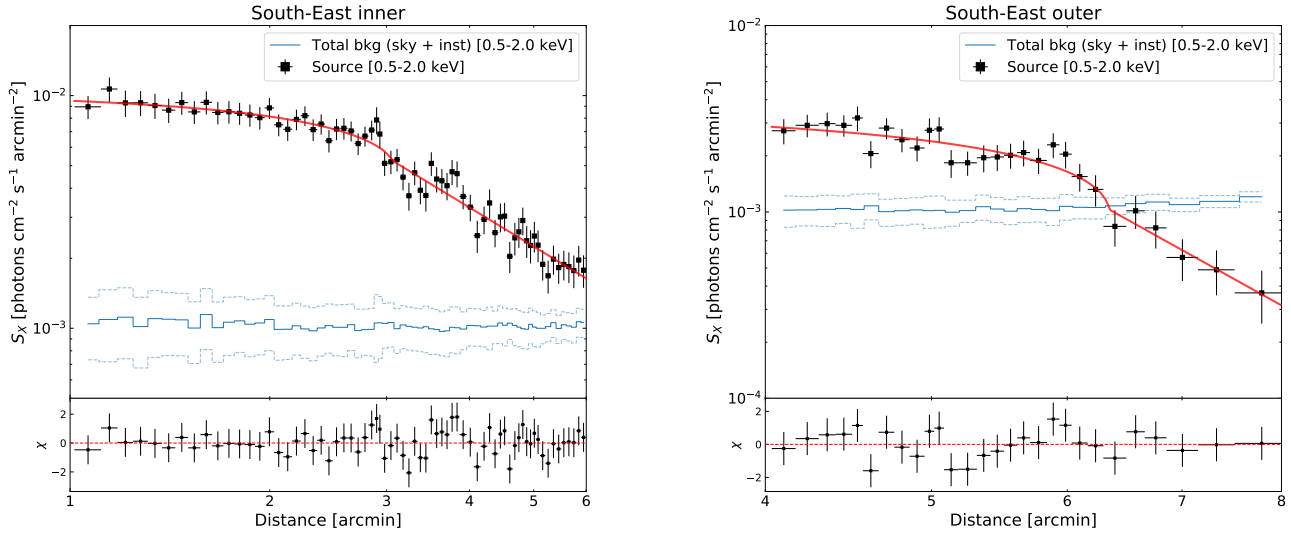 South-East inner
Total bkg (sky + inst) [0.5-2.0 keV]
Source [0.5-2.0 keV]
10⁻²
10⁻³
S_X [photons cm⁻² s⁻¹ arcmin⁻²]
2
0
−2
χ
1
2
3
4
5
6
Distance [arcmin]
South-East outer
Total bkg (sky + inst) [0.5-2.0 keV]
Source [0.5-2.0 keV]
10⁻²
10⁻³
10⁻⁴
S_X [photons cm⁻² s⁻¹ arcmin⁻²]
2
0
−2
χ
4
5
6
7
8
Distance [arcmin]